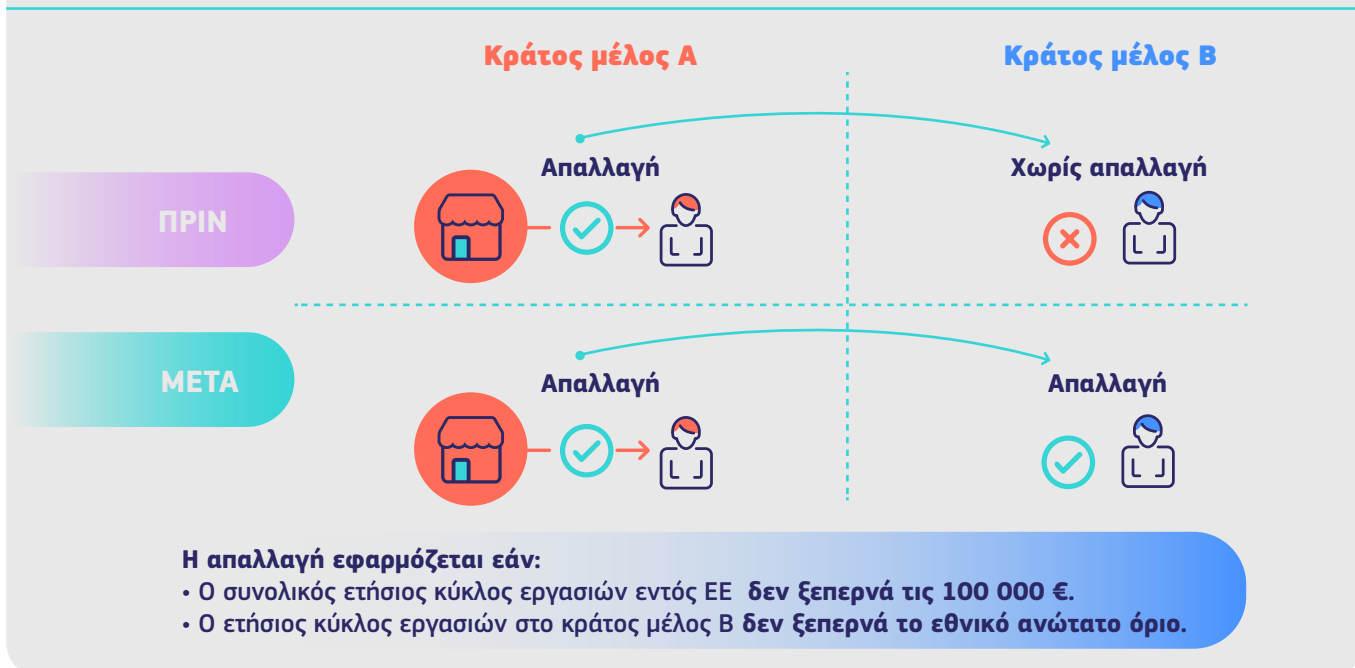 Κράτος μέλος Α
Κράτος μέλος Β
ΠΡΙΝ
Απαλλαγή
Χωρίς απαλλαγή
ΜΕΤΑ
Απαλλαγή
Απαλλαγή
Η απαλλαγή εφαρμόζεται εάν:
• Ο συνολικός ετήσιος κύκλος εργασιών εντός ΕΕ δεν ξεπερνά τις 100 000 €.
• Ο ετήσιος κύκλος εργασιών στο κράτος μέλος Β δεν ξεπερνά το εθνικό ανώτατο όριο.